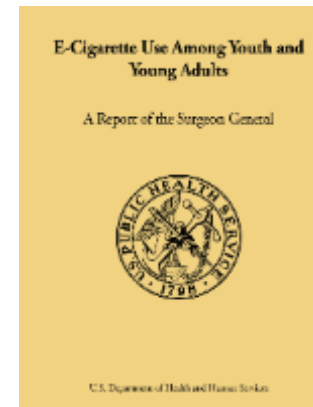 E-Cigarette Use Among Youth and
Young Adults
A Report of the Surgeon General
U.S. PUBLIC HEALTH SERVICE
1798
U.S. Department of Health and Human Services